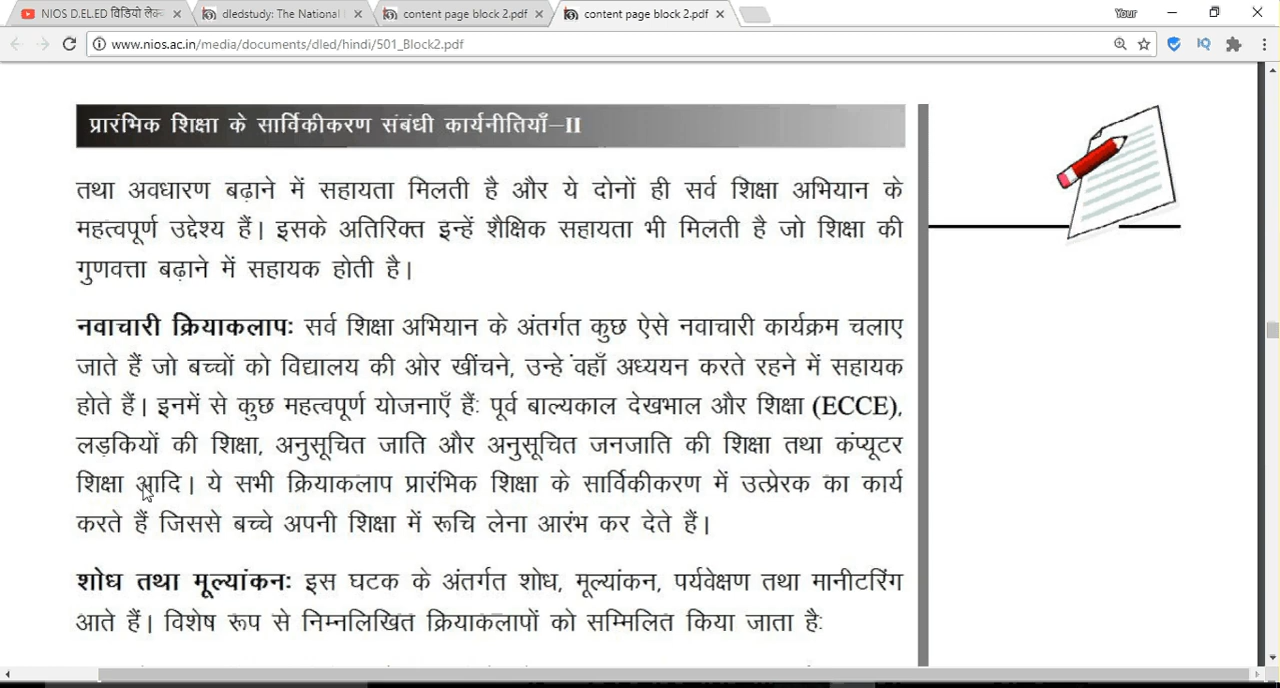 NIOS D.EL.ED विडियो लेक्च
dledstudy: The National
content page block 2.pdf
content page block 2.pdf
Your
www.nios.ac.in/media/documents/dled/hindi/501_Block2.pdf
प्रारंभिक शिक्षा के सार्विकीकरण संबंधी कार्यनीतियाँ–II
तथा अवधारण बढ़ाने में सहायता मिलती है और ये दोनों ही सर्व शिक्षा अभियान के
महत्वपूर्ण उद्देश्य हैं। इसके अतिरिक्त इन्हें शैक्षिक सहायता भी मिलती है जो शिक्षा की
गुणवत्ता बढ़ाने में सहायक होती है।
नवाचारी क्रियाकलापः सर्व शिक्षा अभियान के अंतर्गत कुछ ऐसे नवाचारी कार्यक्रम चलाए
जाते हैं जो बच्चों को विद्यालय की ओर खींचने, उन्हें वहाँ अध्ययन करते रहने में सहायक
होते हैं। इनमें से कुछ महत्वपूर्ण योजनाएँ हैंः पूर्व बाल्यकाल देखभाल और शिक्षा (ECCE),
लड़कियों की शिक्षा, अनुसूचित जाति और अनुसूचित जनजाति की शिक्षा तथा कंप्यूटर
शिक्षा आदि। ये सभी क्रियाकलाप प्रारंभिक शिक्षा के सार्विकीकरण में उत्प्रेरक का कार्य
करते हैं जिससे बच्चे अपनी शिक्षा में रूचि लेना आरंभ कर देते हैं।
शोध तथा मूल्यांकनः इस घटक के अंतर्गत शोध, मूल्यांकन, पर्यवेक्षण तथा मानीटरिंग
आते हैं। विशेष रूप से निम्नलिखित क्रियाकलापों को सम्मिलित किया जाता हैः